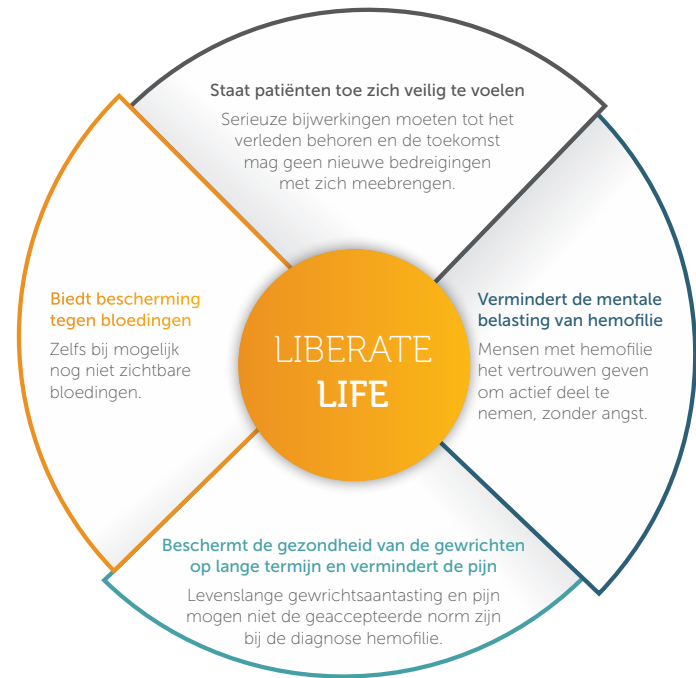 Staat patiënten toe zich veilig te voelen
Serieuze bijwerkingen moeten tot het
verleden behoren en de toekomst
mag geen nieuwe bedreigingen
met zich meebrengen.
Biedt bescherming
tegen bloedingen
Zelfs bij mogelijk
nog niet zichtbare
bloedingen.
LIBERATE
LIFE
Vermindert de mentale
belasting van hemofilie
Mensen met hemofilie
het vertrouwen geven
om actief deel te
nemen, zonder angst.
Beschermt de gezondheid van de gewrichten
op lange termijn en vermindert de pijn
Levenslange gewrichtsaantasting en pijn
mogen niet de geaccepteerde norm zijn
bij de diagnose hemofilie.